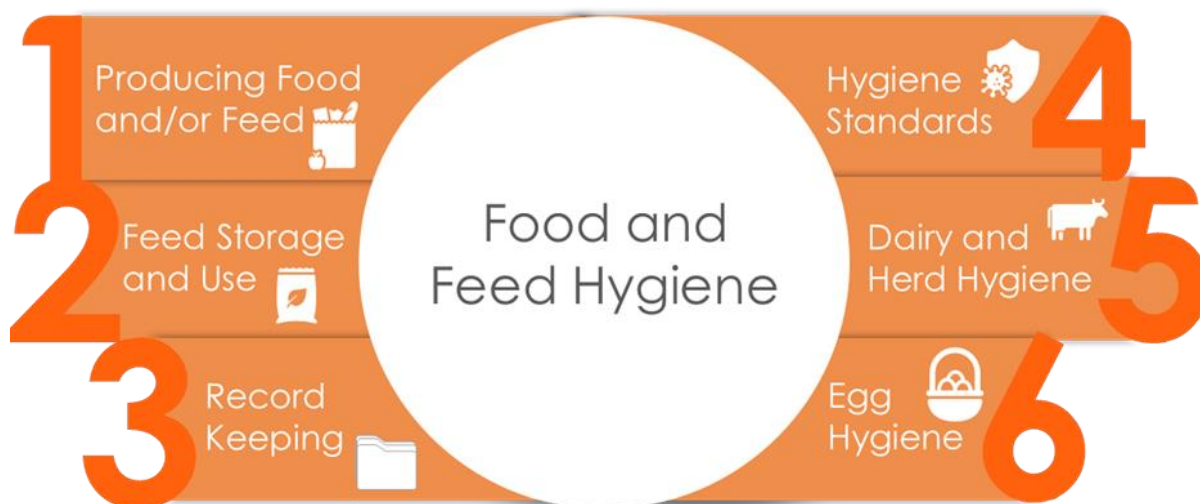 1
Producing Food
and/or Feed
2
Feed Storage
and Use
3
Record
Keeping
Food and
Feed Hygiene
4
Hygiene
Standards
5
Dairy and
Herd Hygiene
6
Egg
Hygiene